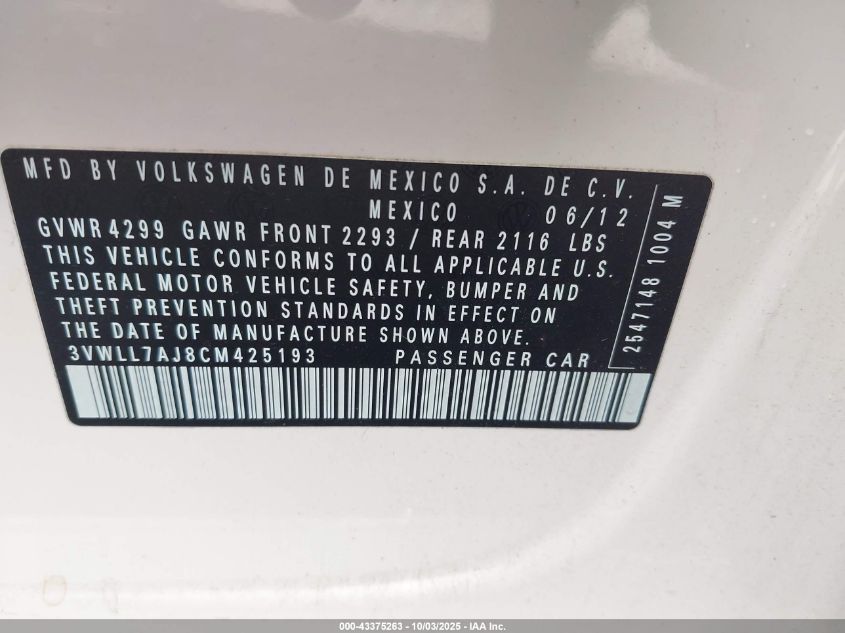 MFD BY VOLKSWAGEN DE MEXICO S.A. DE C.V.
MEXICO 06/12
GVWR 4299 GAWR FRONT 2293 / REAR 2116 LBS
THIS VEHICLE CONFORMS TO ALL APPLICABLE U.S.
FEDERAL MOTOR VEHICLE SAFETY, BUMPER AND
THEFT PREVENTION STANDARDS IN EFFECT ON
THE DATE OF MANUFACTURE SHOWN ABOVE.
3VWLL7AJ8CM425193 PASSENGER CAR
2547148 1004 M
000-43375263 - 10/03/2025 - IAA Inc.